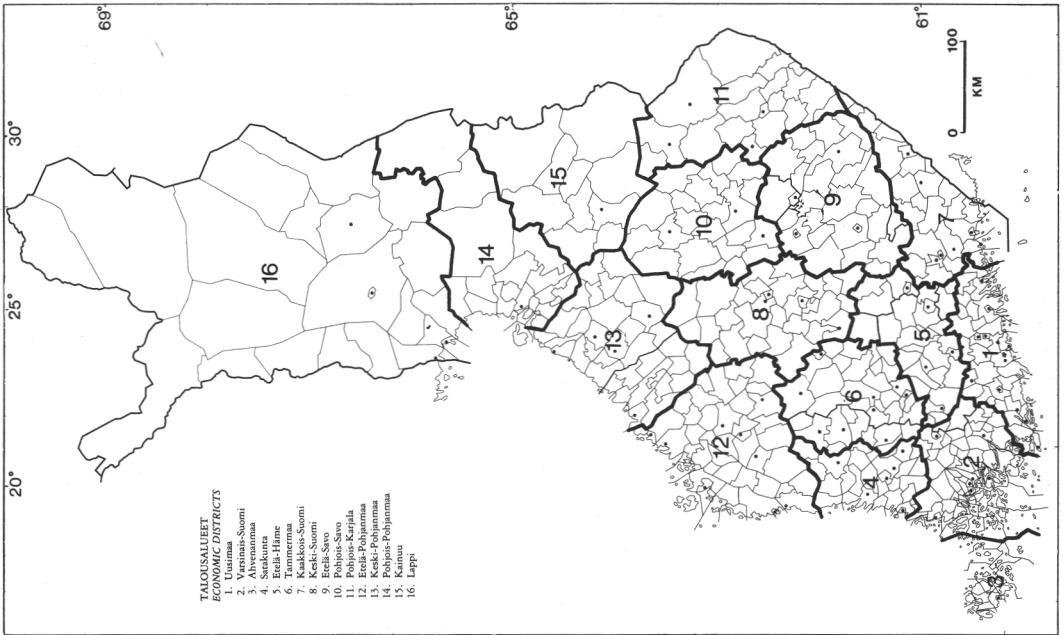 69°
65°
61°
30°
25°
20°
TALOUSALUEET
ECONOMIC DISTRICTS
1. Uusimaa
2. Varsinais-Suomi
3. Ahvenanmaa
4. Satakunta
5. Etelä-Häme
6. Tammermaa
7. Kaakkois-Suomi
8. Keski-Suomi
9. Etelä-Savo
10. Pohjois-Savo
11. Pohjois-Karjala
12. Etelä-Pohjanmaa
13. Keski-Pohjanmaa
14. Pohjois-Pohjanmaa
15. Kainuu
16. Lappi
16
15
14
13
12
11
10
9
8
6
5
4
3
2
1
0 100
KM